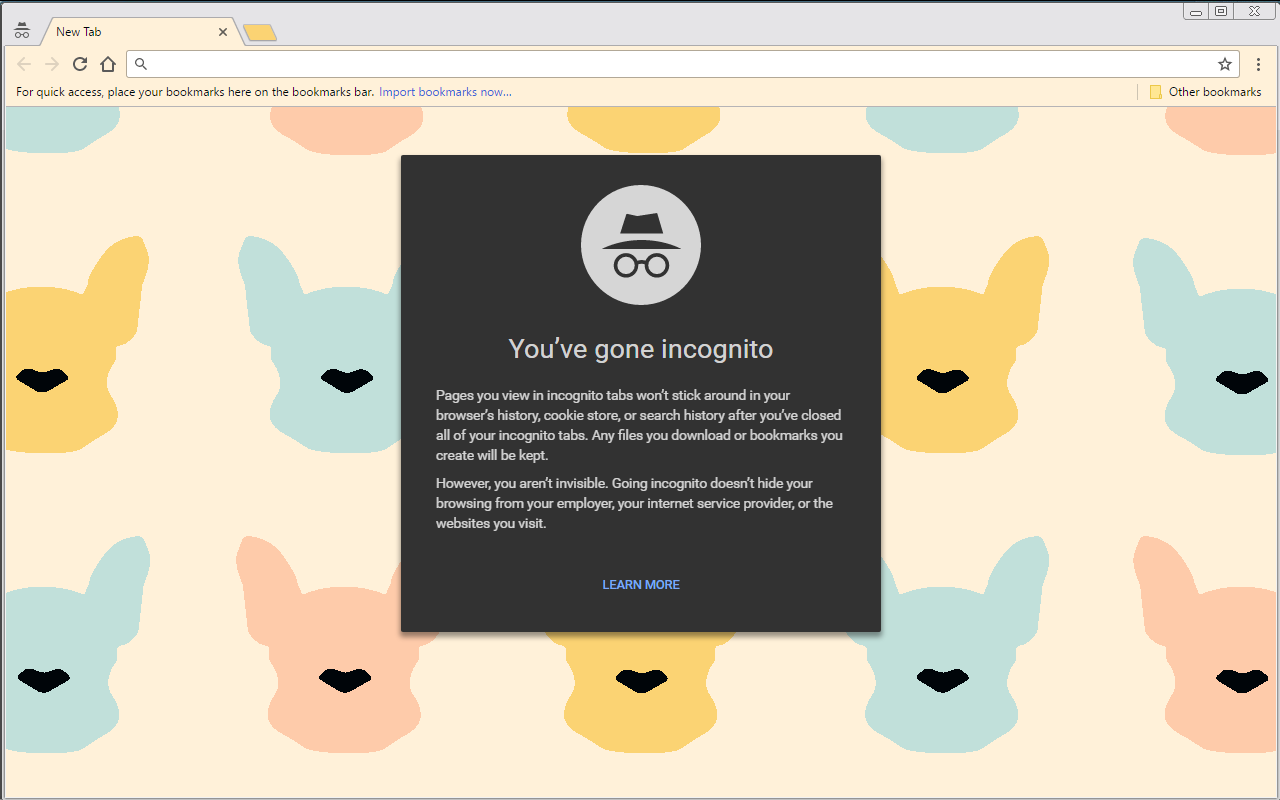 New Tab
For quick access, place your bookmarks here on the bookmarks bar. Import bookmarks now...
Other bookmarks
You’ve gone incognito
Pages you view in incognito tabs won’t stick around in your
browser’s history, cookie store, or search history after you’ve closed
all of your incognito tabs. Any files you download or bookmarks you
create will be kept.
However, you aren’t invisible. Going incognito doesn’t hide your
browsing from your employer, your internet service provider, or the
websites you visit.
LEARN MORE